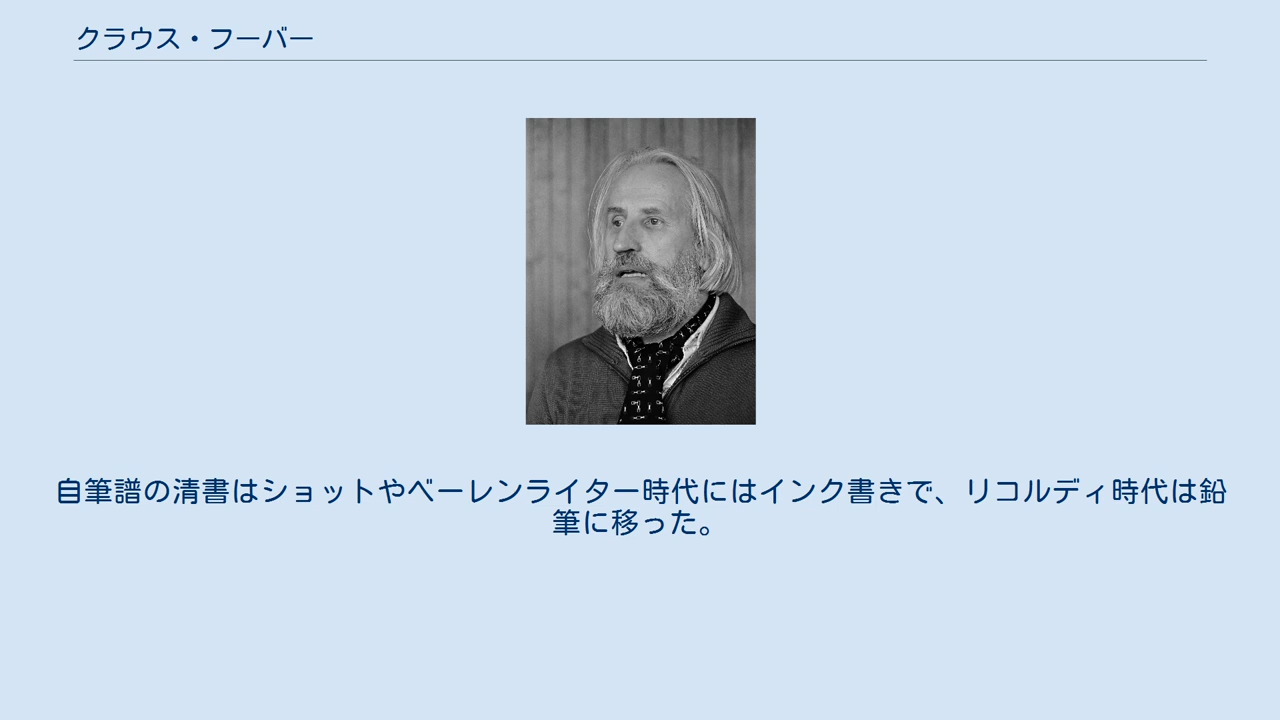 クラウス・フーバー
自筆譜の清書はショットやベーレンライター時代にはインク書きで、リコルディ時代は鉛
筆に移った。